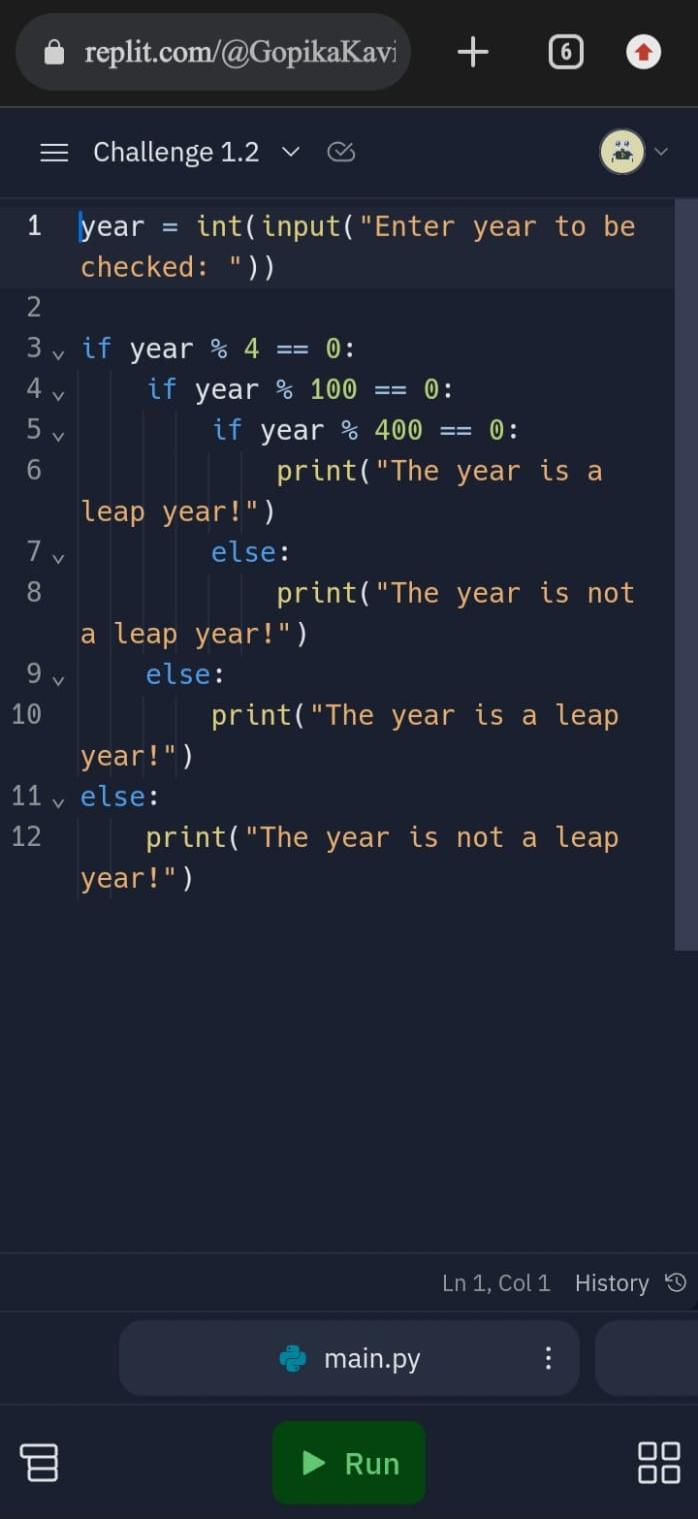 replit.com/@GopikaKavi
6
Challenge 1.2
1 year = int(input("Enter year to be
checked: "))
2
3 if year % 4 == 0:
4     if year % 100 == 0:
5         if year % 400 == 0:
6             print("The year is a
leap year!")
7         else:
8             print("The year is not
a leap year!")
9     else:
10         print("The year is a leap
year!")
11 else:
12     print("The year is not a leap
year!")
Ln 1, Col 1 History
main.py
Run